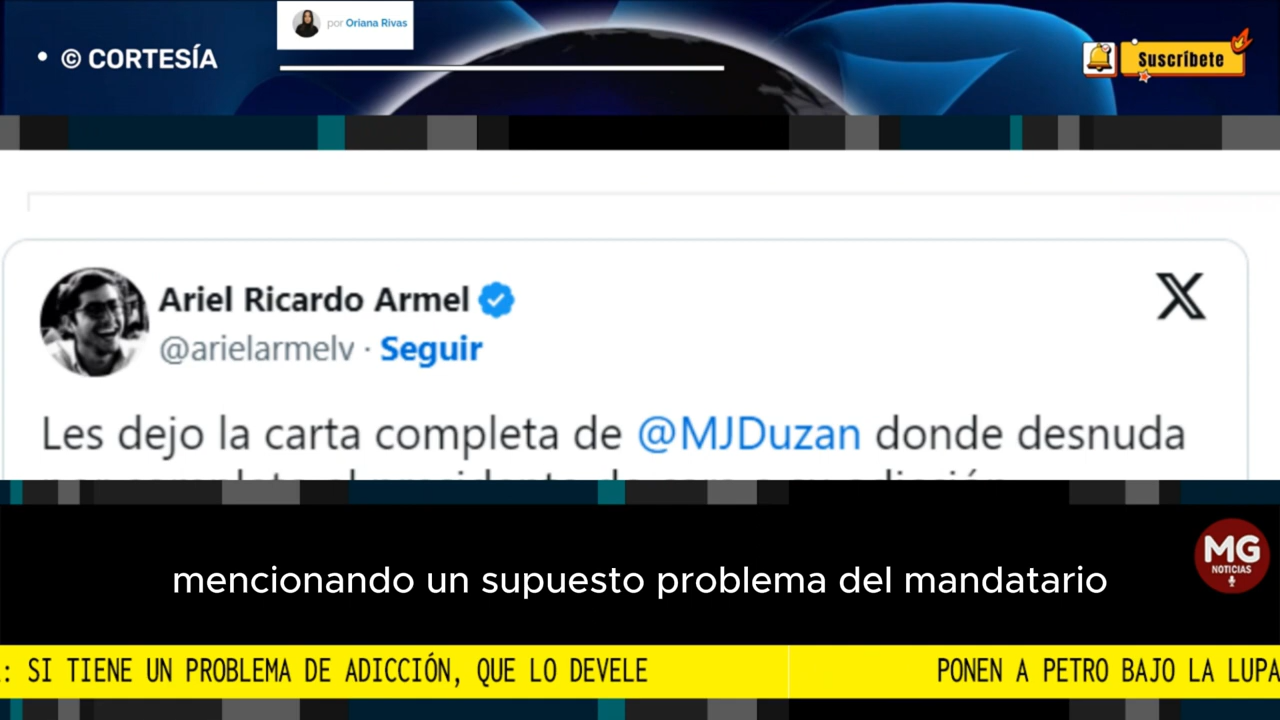 por Oriana Rivas
• © CORTESÍA
Suscríbete
Ariel Ricardo Armel
@arielarmelv · Seguir
Les dejo la carta completa de @MJDuzan donde desnuda
mencionando un supuesto problema del mandatario
MG
NOTICIAS
: SI TIENE UN PROBLEMA DE ADICCIÓN, QUE LO DEVELE PONEN A PETRO BAJO LA LUPA